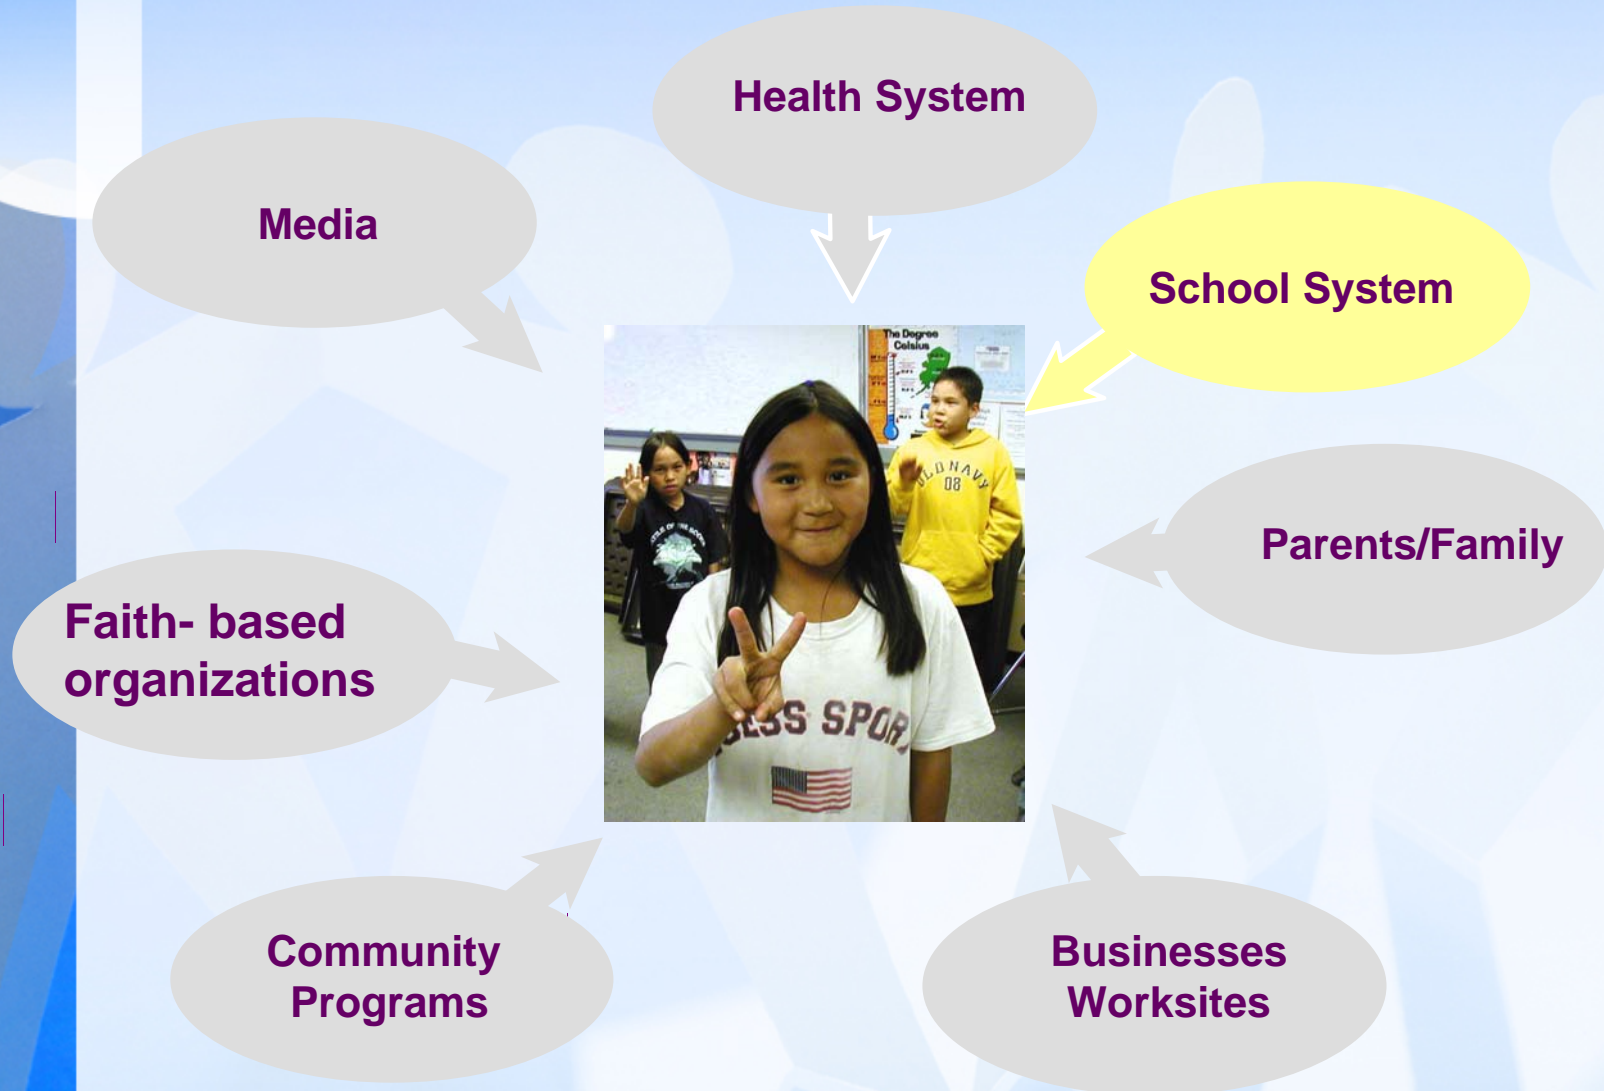 Health System
Media
School System
The Degree
Celsius
OLD NAVY
08
Parents/Family
Faith- based
organizations
SPOR
Community
Programs
Businesses
Worksites